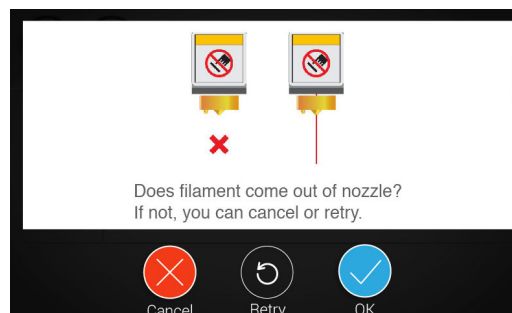 Does filament come out of nozzle?
If not, you can cancel or retry.
Cancel
Retry
OK